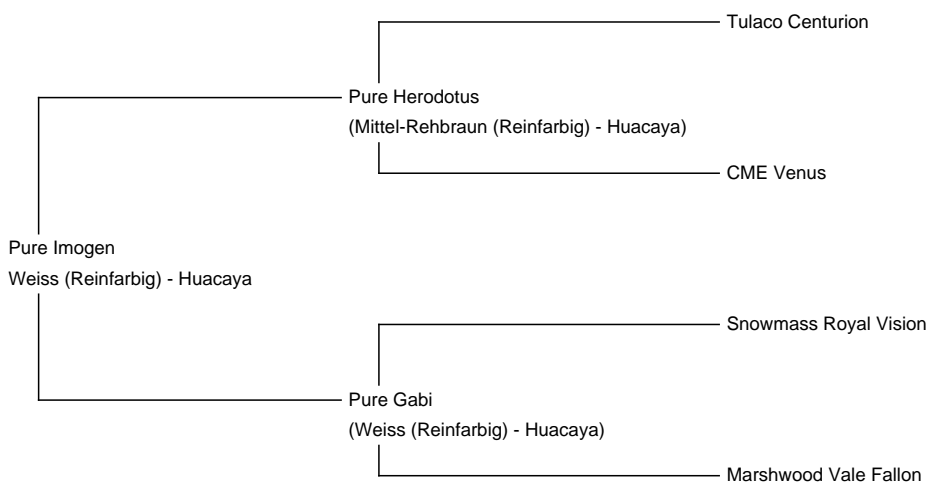 Tulaco Centurion
Pure Herodotus
(Mittel-Rehbraun (Reinfarbig) - Huacaya)
CME Venus
Pure Imogen
Weiss (Reinfarbig) - Huacaya
Snowmass Royal Vision
Pure Gabi
(Weiss (Reinfarbig) - Huacaya)
Marshwood Vale Fallon